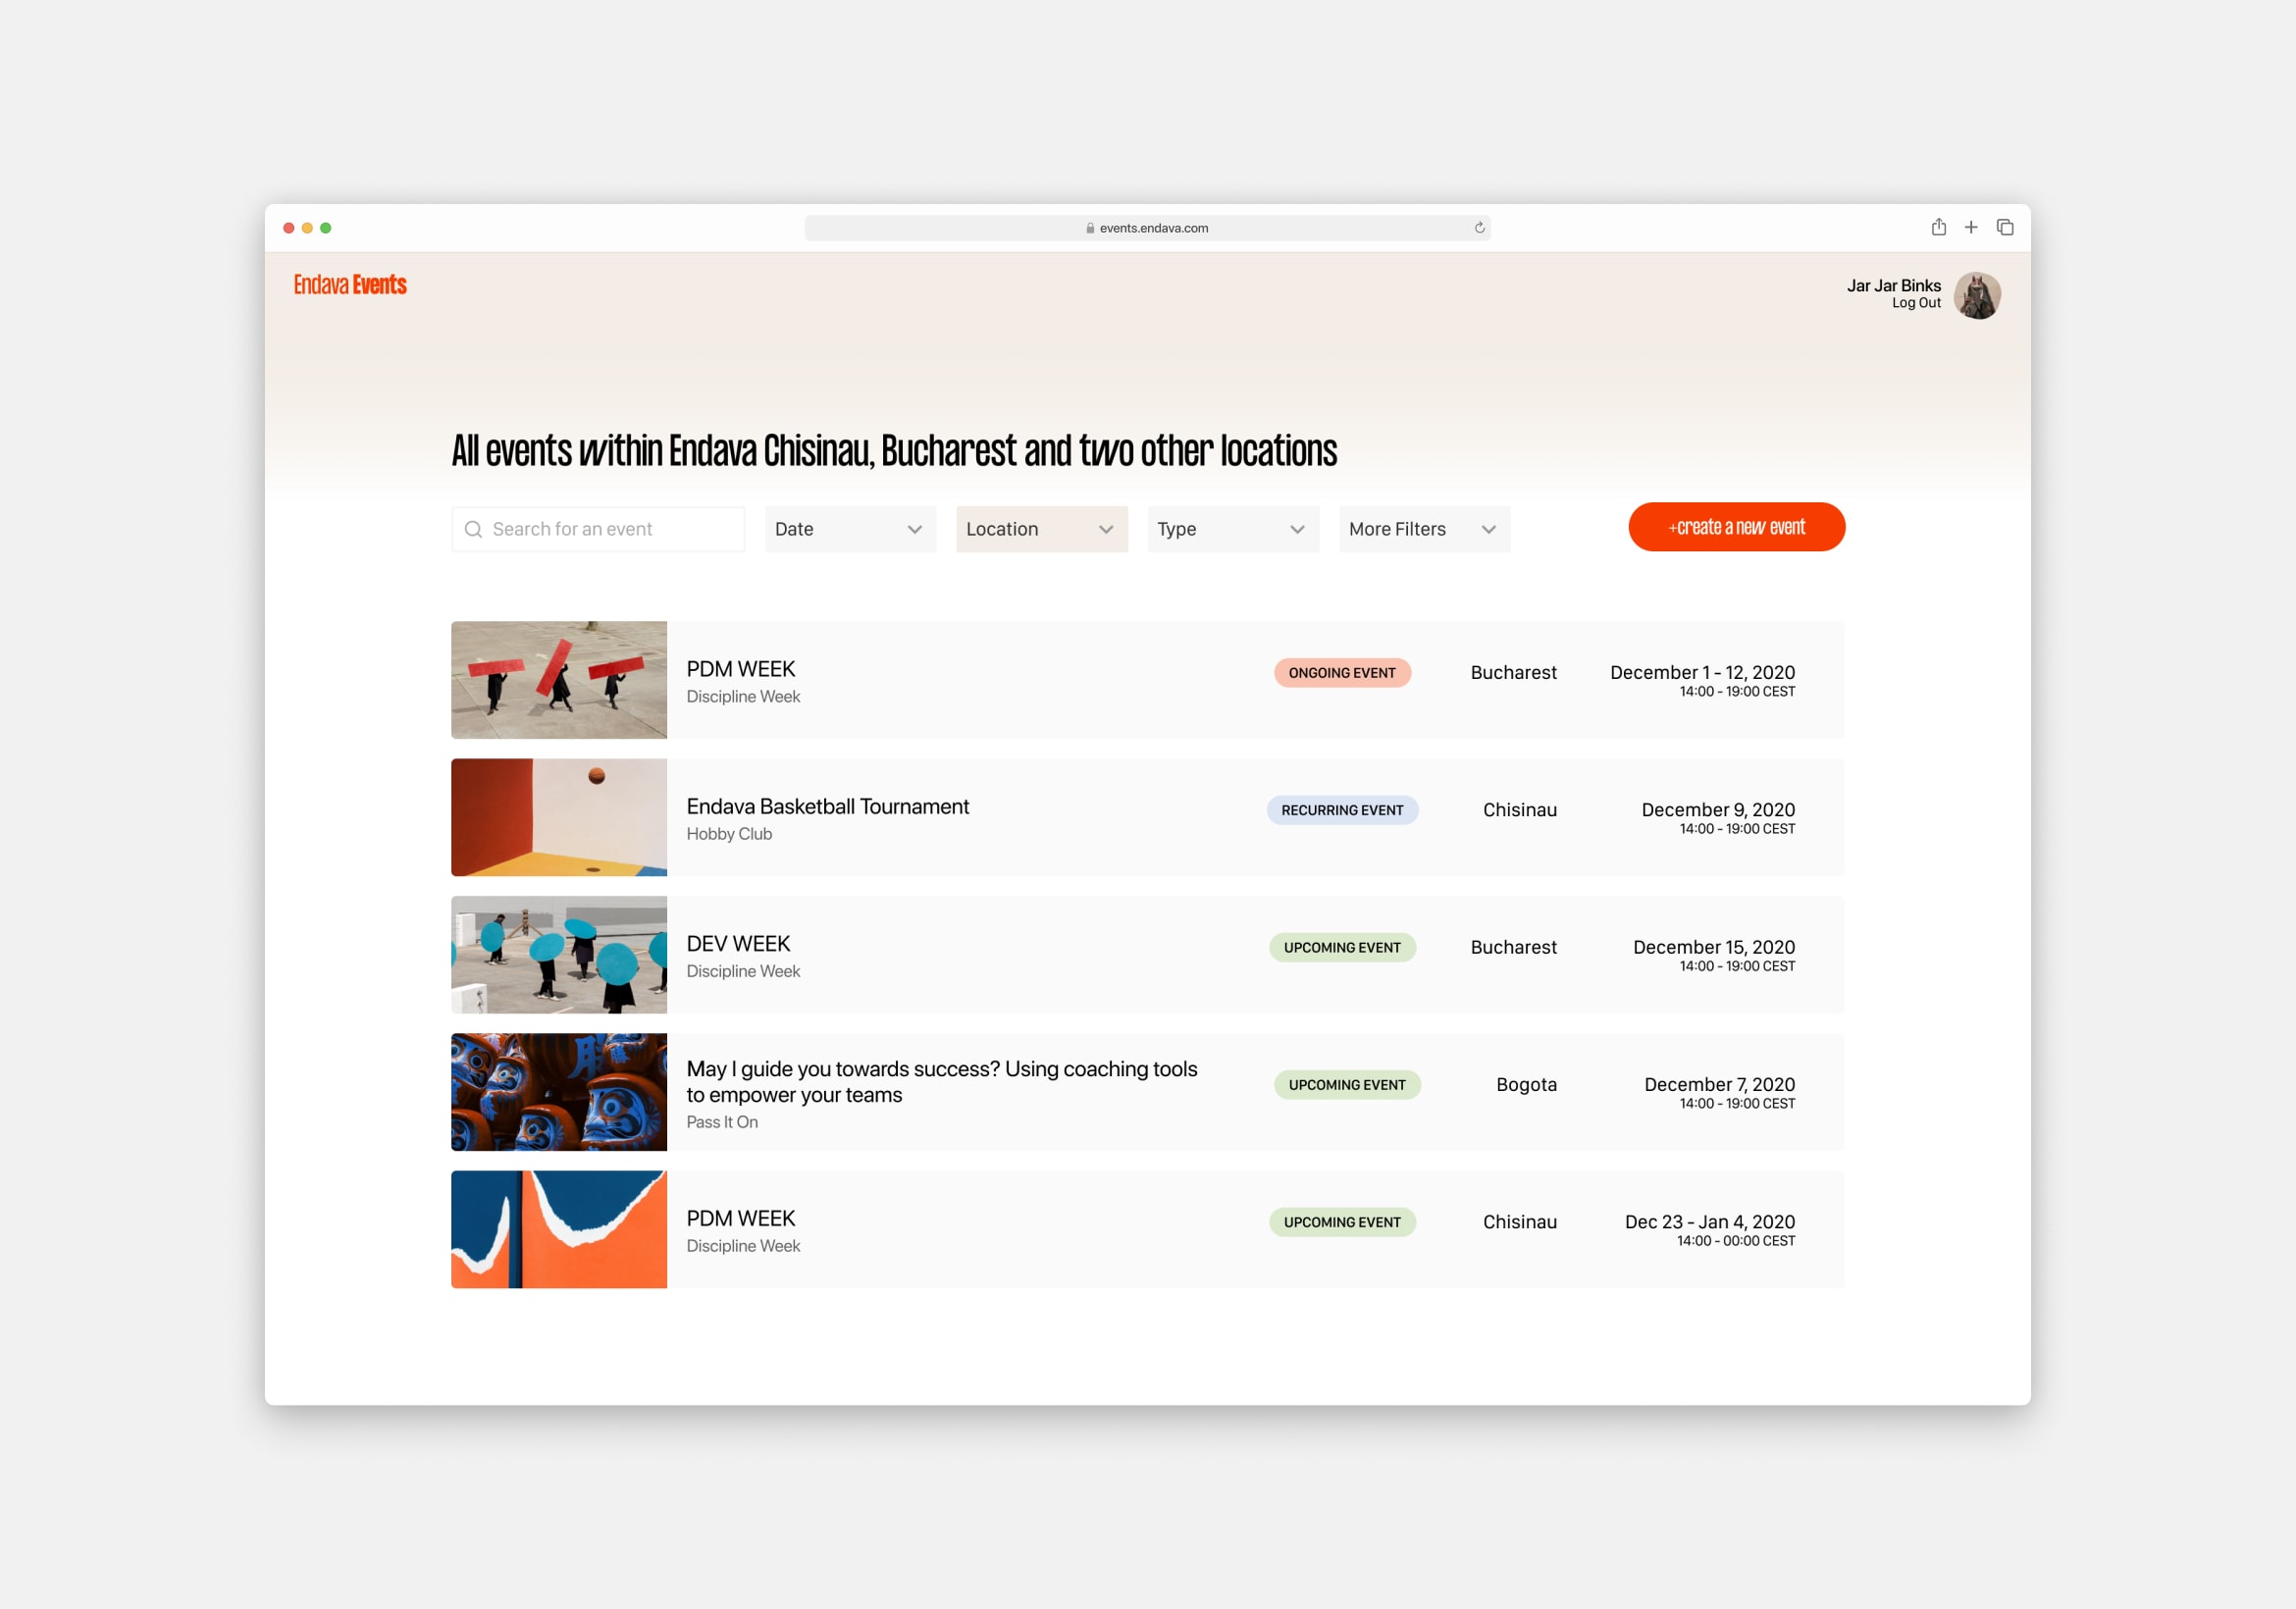 events.endava.com
Endava Events
Jar Jar Binks
Log Out
All events within Endava Chisinau, Bucharest and two other locations
Search for an event
Date
Location
Type
More Filters
+create a new event
PDM WEEK
Discipline Week
ONGOING EVENT
Bucharest
December 1 - 12, 2020
14:00 - 19:00 CEST
Endava Basketball Tournament
Hobby Club
RECURRING EVENT
Chisinau
December 9, 2020
14:00 - 19:00 CEST
DEV WEEK
Discipline Week
UPCOMING EVENT
Bucharest
December 15, 2020
14:00 - 19:00 CEST
May I guide you towards success? Using coaching tools
to empower your teams
Pass It On
UPCOMING EVENT
Bogota
December 7, 2020
14:00 - 19:00 CEST
PDM WEEK
Discipline Week
UPCOMING EVENT
Chisinau
Dec 23 - Jan 4, 2020
14:00 - 00:00 CEST